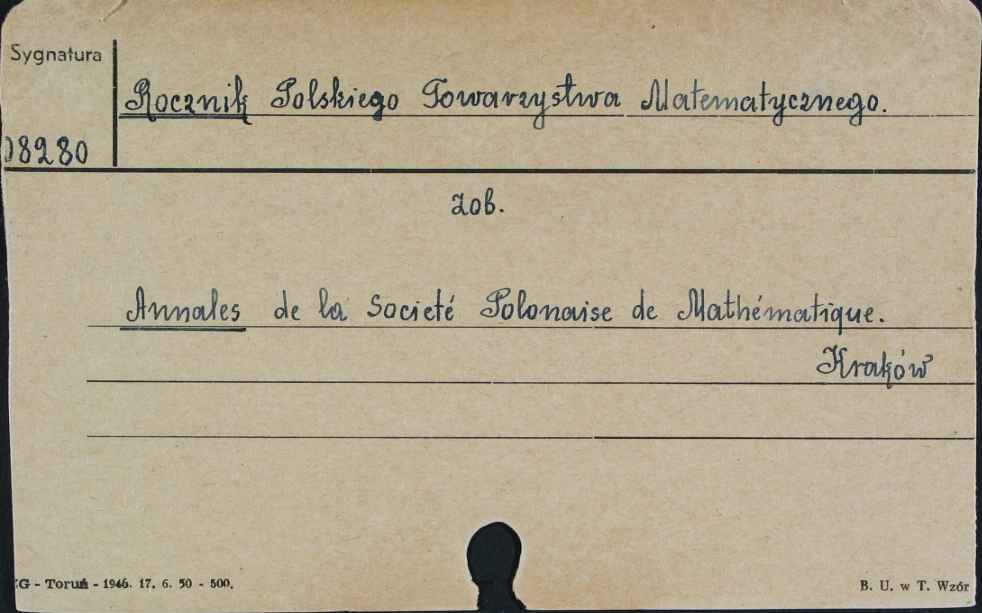 Sygnatura
Rocznik Polskiego Towarzystwa Matematycznego.
08280
zob.
Annales de la Societé Polonaise de Mathématique.
Kraków
G - Toruń - 1946. 17. 6. 50 - 500.
B. U. w T. Wzór